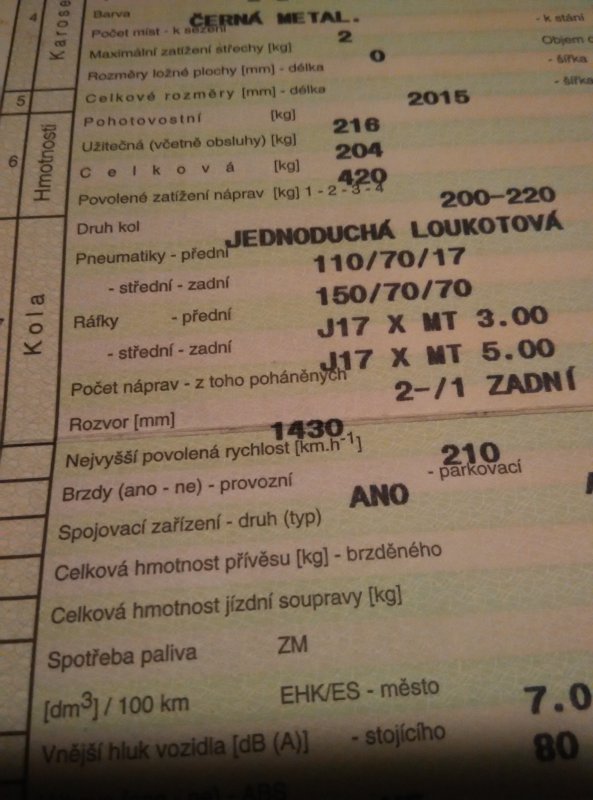 4
Karose
Barva ČERNÁ METAL.
Počet míst - k sezení 2 - k stání
Maximální zatížení střechy [kg] 0 Objem
Rozměry ložné plochy [mm] - délka - šířka
5 Celkové rozměry [mm] - délka 2015 - šířka
6 Hmotnosti
Pohotovostní [kg] 216
Užitečná (včetně obsluhy) [kg] 204
Celková [kg] 420
Povolené zatížení náprav [kg] 1 - 2 - 3 - 4 200-220
Kola
Druh kol JEDNODUCHÁ LOUKOTOVÁ
Pneumatiky - přední 110/70/17
- střední - zadní 150/70/70
Ráfky - přední J17 X MT 3.00
- střední - zadní J17 X MT 5.00
Počet náprav - z toho poháněných 2-/1 ZADNÍ
Rozvor [mm] 1430
Nejvyšší povolená rychlost [km.h-1] 210
Brzdy (ano - ne) - provozní ANO - parkovací
Spojovací zařízení - druh (typ)
Celková hmotnost přívěsu [kg] - brzděného
Celková hmotnost jízdní soupravy [kg]
Spotřeba paliva ZM
[dm3] / 100 km EHK/ES - město 7.0
Vnější hluk vozidla [dB (A)] - stojícího 80